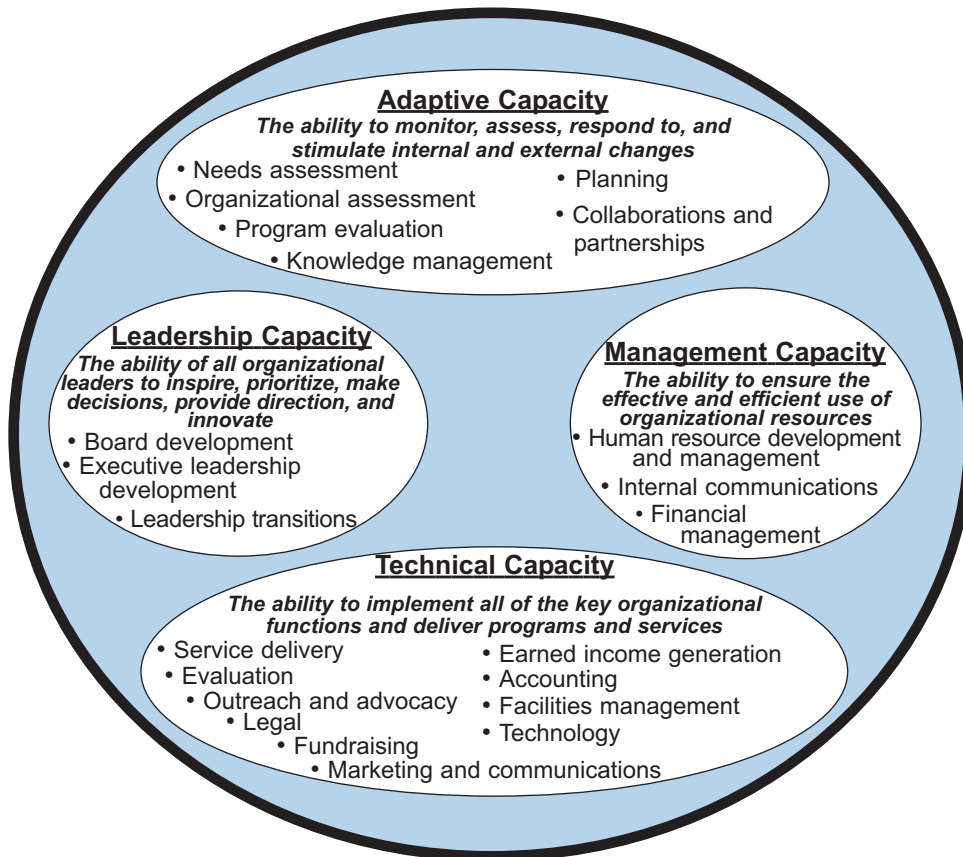 Adaptive Capacity
The ability to monitor, assess, respond to, and
stimulate internal and external changes
• Needs assessment
• Organizational assessment
• Program evaluation
• Knowledge management
• Planning
• Collaborations and
partnerships
Leadership Capacity
The ability of all organizational
leaders to inspire, prioritize, make
decisions, provide direction, and
innovate
• Board development
• Executive leadership
development
• Leadership transitions
Management Capacity
The ability to ensure the
effective and efficient use of
organizational resources
• Human resource development
and management
• Internal communications
• Financial
management
Technical Capacity
The ability to implement all of the key organizational
functions and deliver programs and services
• Service delivery
• Evaluation
• Outreach and advocacy
• Legal
• Fundraising
• Marketing and communications
• Earned income generation
• Accounting
• Facilities management
• Technology